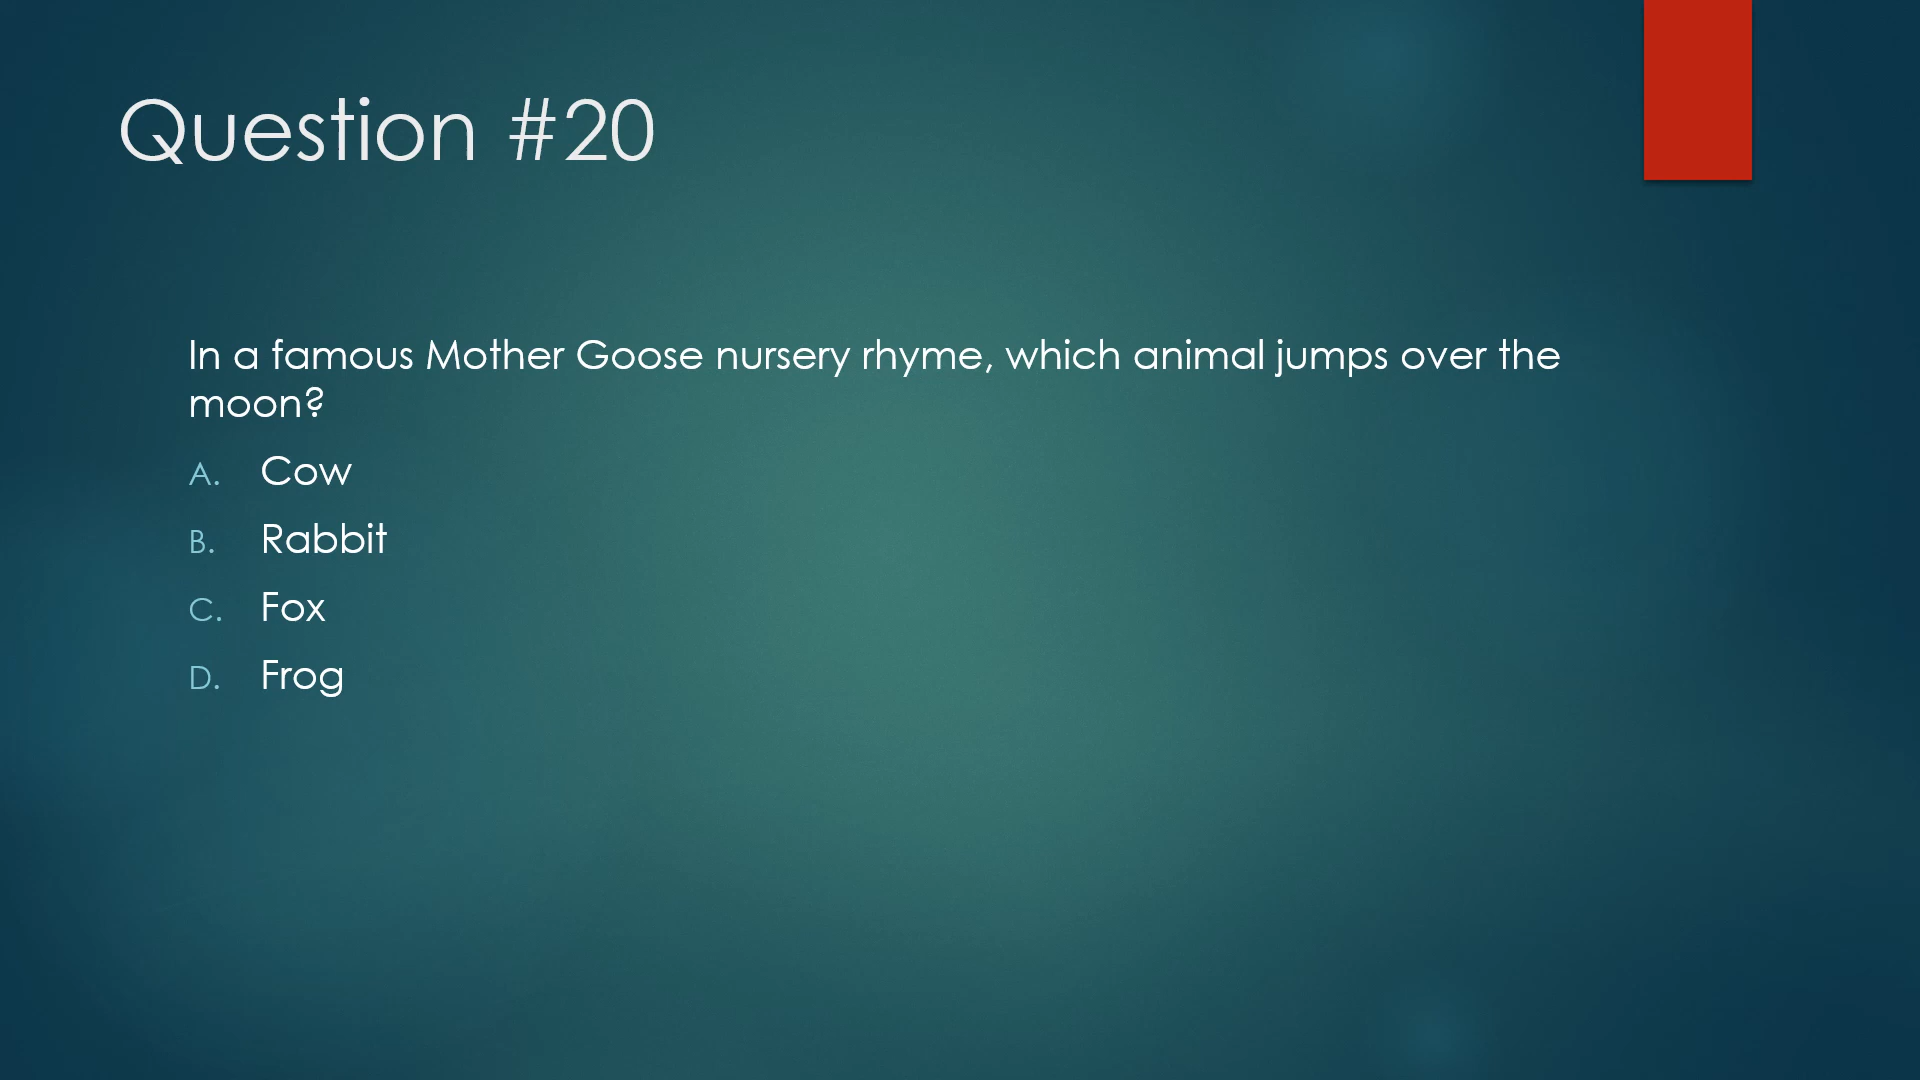 Question #20
In a famous Mother Goose nursery rhyme, which animal jumps over the
moon?
A. Cow
B. Rabbit
C. Fox
D. Frog